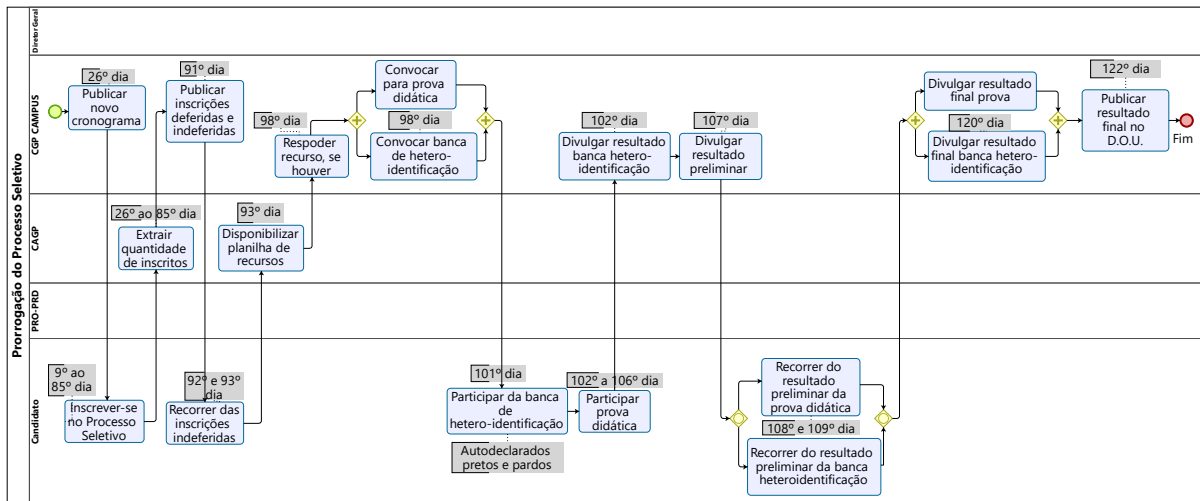 Prorrogação do Processo Seletivo
Diretor Geral
CGP CAMPUS
26º dia
Publicar
novo
cronograma
91º dia
Publicar
inscrições
deferidas e
indeferidas
98º dia
Respoder
recurso, se
houver
Convocar
para prova
didática
98º dia
Convocar banca
de hetero-
identificação
102º dia
Divulgar resultado
banca hetero-
identificação
107º dia
Divulgar
resultado
preliminar
Divulgar resultado
final prova
120º dia
Divulgar resultado
final banca hetero-
identificação
122º dia
Publicar
resultado
final no
D.O.U.
Fim
CAGP
26º ao 85º dia
Extrair
quantidade
de inscritos
93º dia
Disponibilizar
planilha de
recursos
PRO-PRD
Candidato
9º ao
85º dia
Inscrever-se
no Processo
Seletivo
92º e 93º
dia
Recorrer das
inscrições
indeferidas
101º dia
Participar da banca
de
hetero-identificação
Autodeclarados
pretos e pardos
102º a 106º dia
Participar
prova
didática
Recorrer do
resultado
preliminar da
prova didática
108º e 109º dia
Recorrer do resultado
preliminar da banca
heteroidentificação